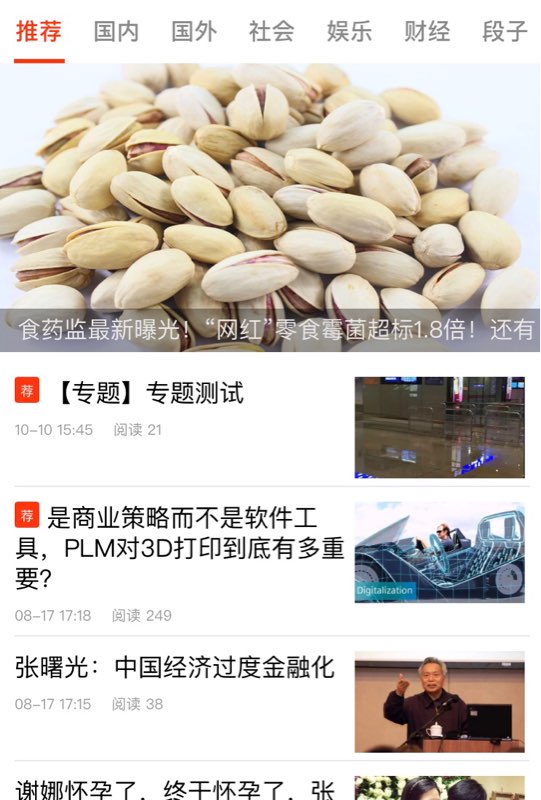 推荐 国内 国外 社会 娱乐 财经 段子
食药监最新曝光！“网红”零食霉菌超标1.8倍！还有
荐 【专题】专题测试
10-10 15:45 阅读 21
荐 是商业策略而不是软件工
具，PLM对3D打印到底有多重
要？
Digitalization
08-17 17:18 阅读 249
张曙光：中国经济过度金融化
08-17 17:15 阅读 38
谢娜怀孕了，终于怀孕了，张